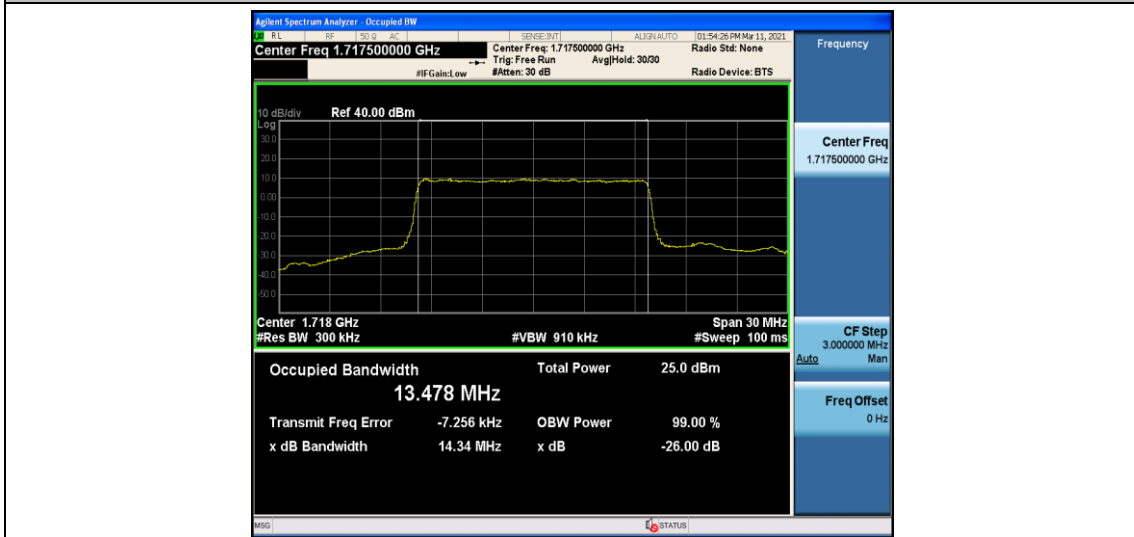 Agilent Spectrum Analyzer - Occupied BW
RL RF 50 Ω AC SENSE:INT ALIGN AUTO 01:54:26 PM Mar 11, 2021
Center Freq 1.717500000 GHz Center Freq: 1.717500000 GHz Radio Std: None
Trig: Free Run Avg|Hold: 30/30
#IFGain:Low #Atten: 30 dB Radio Device: BTS
Frequency
10 dB/div Ref 40.00 dBm
Log
30.0
20.0
10.0
0.00
-10.0
-20.0
-30.0
-40.0
-50.0
Center 1.718 GHz Span 30 MHz
#Res BW 300 kHz #VBW 910 kHz #Sweep 100 ms
Occupied Bandwidth Total Power 25.0 dBm
13.478 MHz
Transmit Freq Error -7.256 kHz OBW Power 99.00 %
x dB Bandwidth 14.34 MHz x dB -26.00 dB
Center Freq
1.717500000 GHz
CF Step
3.000000 MHz
Auto Man
Freq Offset
0 Hz
MSG STATUS